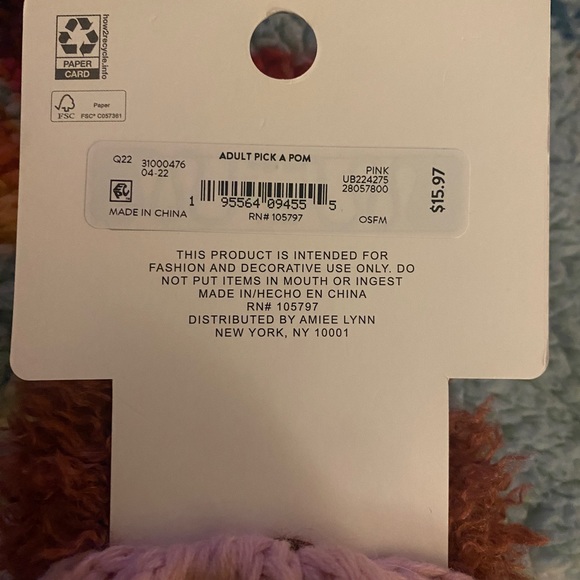 how2recycle.info
PAPER
CARD
FSC
Paper
FSC® C057391
Q22 31000476
04-22
ADULT PICK A POM
PINK
UB224275
28057800
$15.97
1 95564 09455 5
MADE IN CHINA
RN# 105797
OSFM
THIS PRODUCT IS INTENDED FOR
FASHION AND DECORATIVE USE ONLY. DO
NOT PUT ITEMS IN MOUTH OR INGEST
MADE IN/HECHO EN CHINA
RN# 105797
DISTRIBUTED BY AMIEE LYNN
NEW YORK, NY 10001